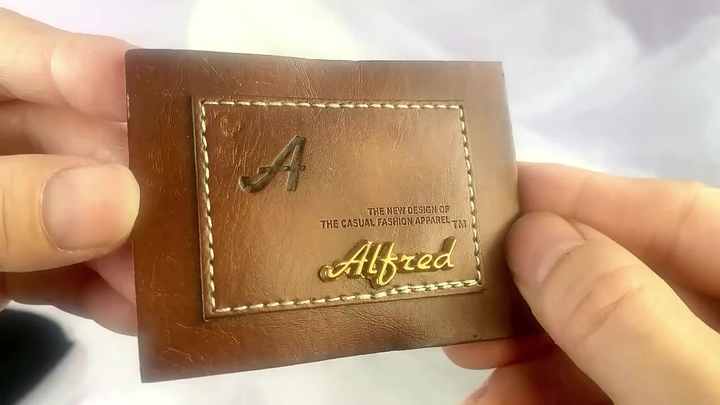 A
THE NEW DESIGN OF
THE CASUAL FASHION APPAREL TM
Alfred